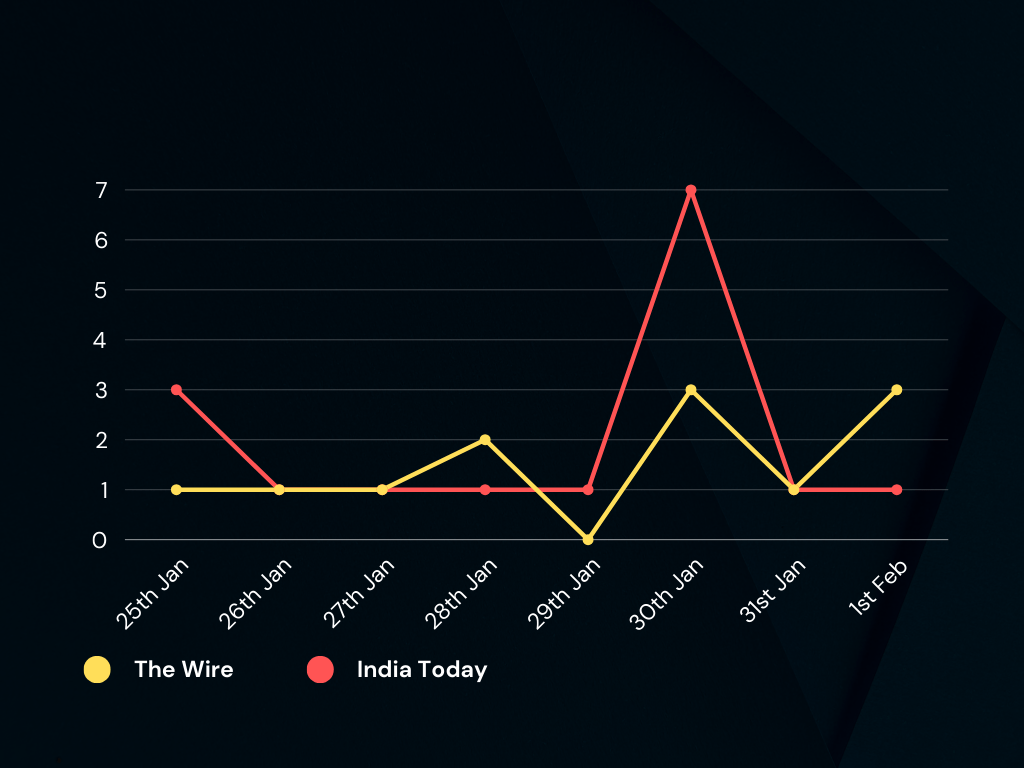 7
6
5
4
3
2
1
0
25th Jan
26th Jan
27th Jan
28th Jan
29th Jan
30th Jan
31st Jan
1st Feb
The Wire
India Today